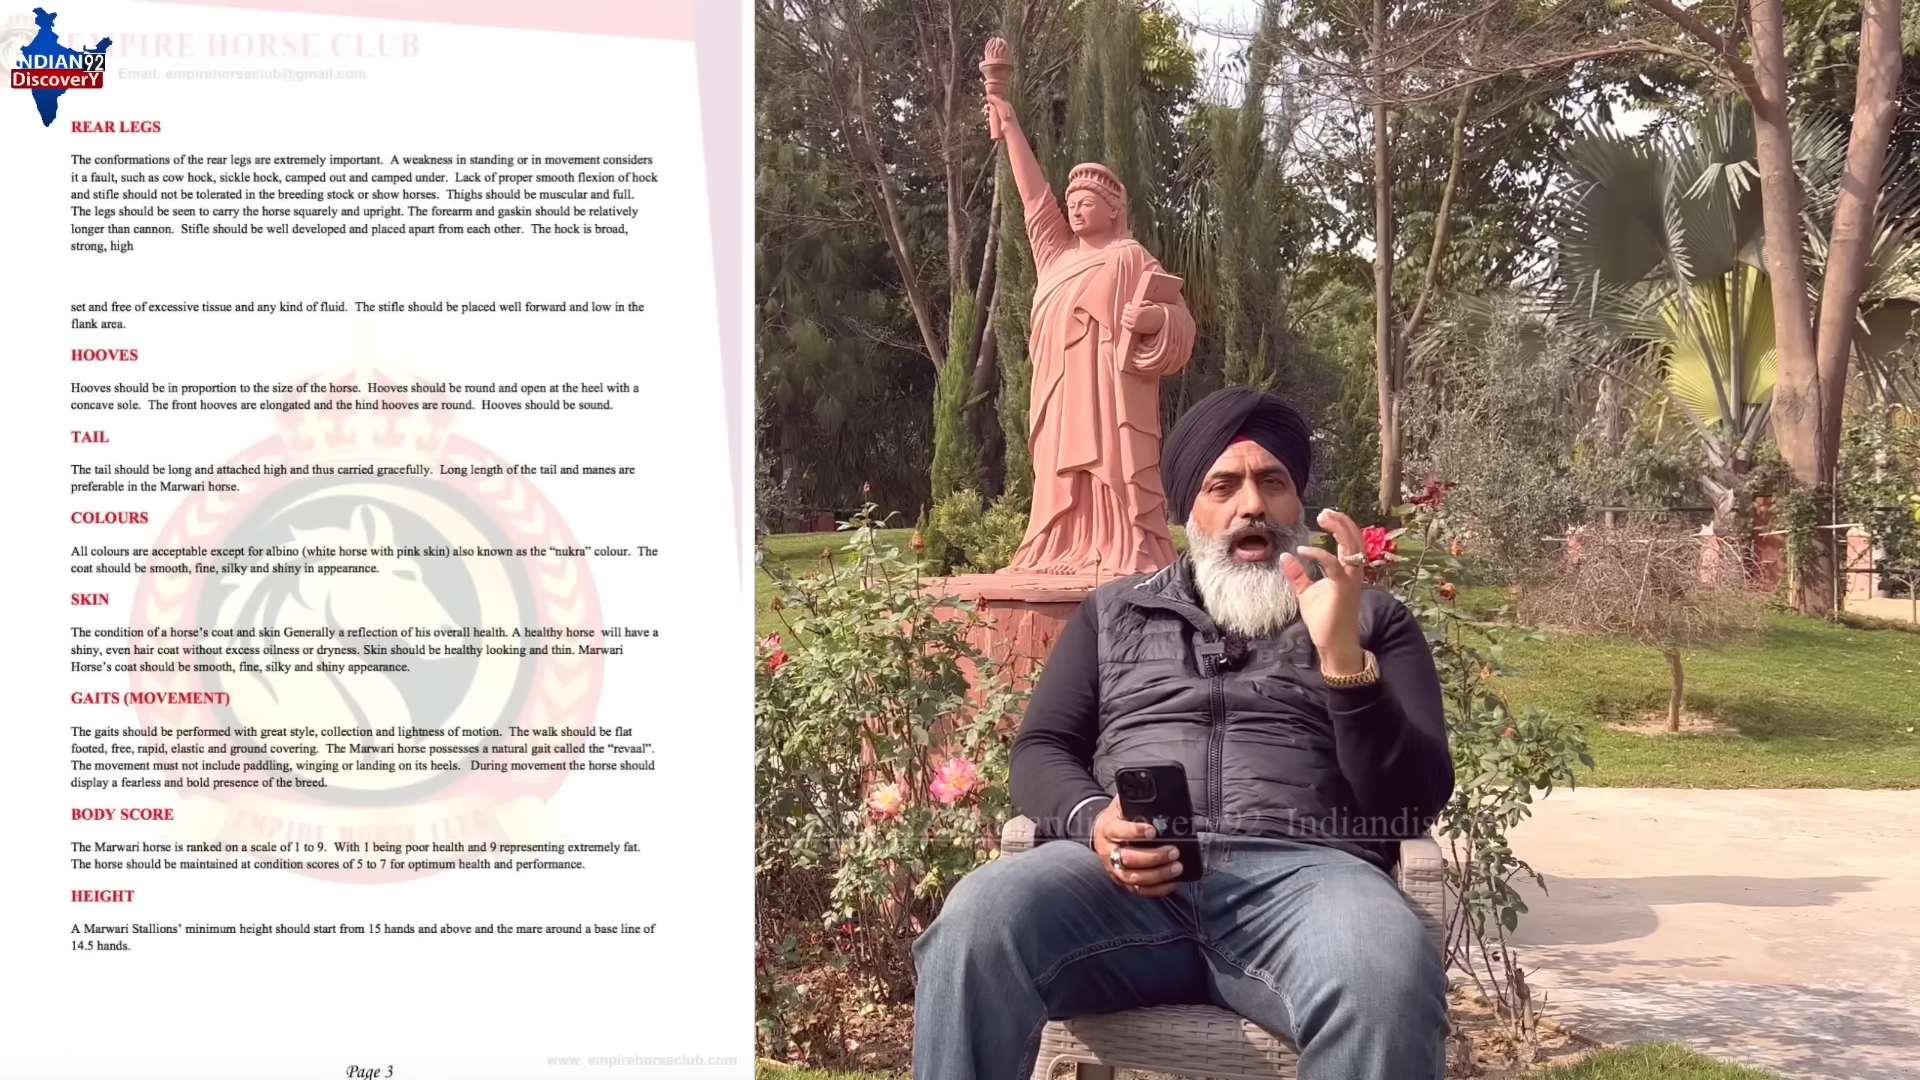 INDIAN92
DiscoverY
EMPIRE HORSE CLUB
Email: empirehorseclub@gmail.com
REAR LEGS
The conformations of the rear legs are extremely important. A weakness in standing or in movement considers
it a fault, such as cow hock, sickle hock, camped out and camped under. Lack of proper smooth flexion of hock
and stifle should not be tolerated in the breeding stock or show horses. Thighs should be muscular and full.
The legs should be seen to carry the horse squarely and upright. The forearm and gaskin should be relatively
longer than cannon. Stifle should be well developed and placed apart from each other. The hock is broad,
strong, high
set and free of excessive tissue and any kind of fluid. The stifle should be placed well forward and low in the
flank area.
HOOVES
Hooves should be in proportion to the size of the horse. Hooves should be round and open at the heel with a
concave sole. The front hooves are elongated and the hind hooves are round. Hooves should be sound.
TAIL
The tail should be long and attached high and thus carried gracefully. Long length of the tail and manes are
preferable in the Marwari horse.
COLOURS
All colours are acceptable except for albino (white horse with pink skin) also known as the “nukra” colour. The
coat should be smooth, fine, silky and shiny in appearance.
SKIN
The condition of a horse’s coat and skin Generally a reflection of his overall health. A healthy horse will have a
shiny, even hair coat without excess oiliness or dryness. Skin should be healthy looking and thin. Marwari
Horse’s coat should be smooth, fine, silky and shiny appearance.
GAITS (MOVEMENT)
The gaits should be performed with great style, collection and lightness of motion. The walk should be flat
footed, free, rapid, elastic and ground covering. The Marwari horse possesses a natural gait called the “revaal”.
The movement must not include paddling, winging or landing on its heels. During movement the horse should
display a fearless and bold presence of the breed.
EMPIRE HORSE CLUB
BODY SCORE
The Marwari horse is ranked on a scale of 1 to 9. With 1 being poor health and 9 representing extremely fat.
The horse should be maintained at condition scores of 5 to 7 for optimum health and performance.
HEIGHT
A Marwari Stallions’ minimum height should start from 15 hands and above and the mare around a base line of
14.5 hands.
www. empirehorseclub.com
Page 3